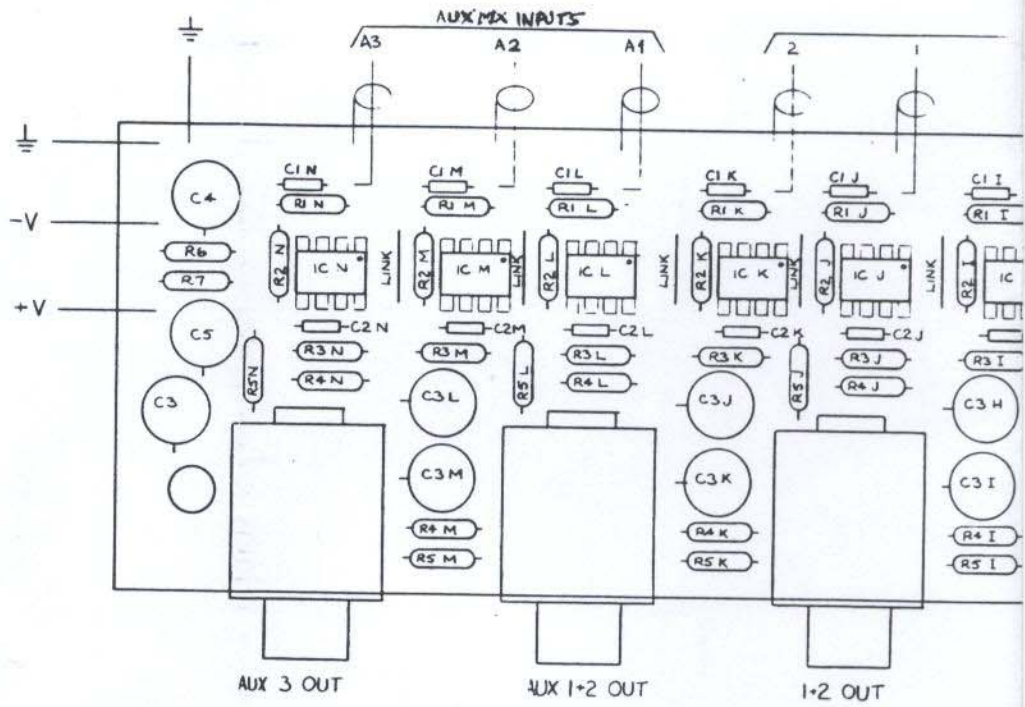 AUX MIX INPUTS
A3 A2 A1 2 1
C1 N C1 M C1 L C1 K C1 J C1 I
C4 R1 N R1 M R1 L R1 K R1 J R1 I
-V
R6 R2 N IC N LINK R2 M IC M LINK R2 L IC L LINK R2 K IC K LINK R2 J IC J LINK R2 I IC
R7
+V
C5 C2 N C2 M C2 L C2 K C2 J
R3 N R3 M R3 L R3 K R3 J R3 I
R5 N R4 N R5 L R4 L R5 J R4 J
C3 C3 L C3 J C3 H
C3 M C3 K C3 I
R4 M R4 K R4 I
R5 M R5 K R5 I
AUX 3 OUT AUX 1+2 OUT 1+2 OUT